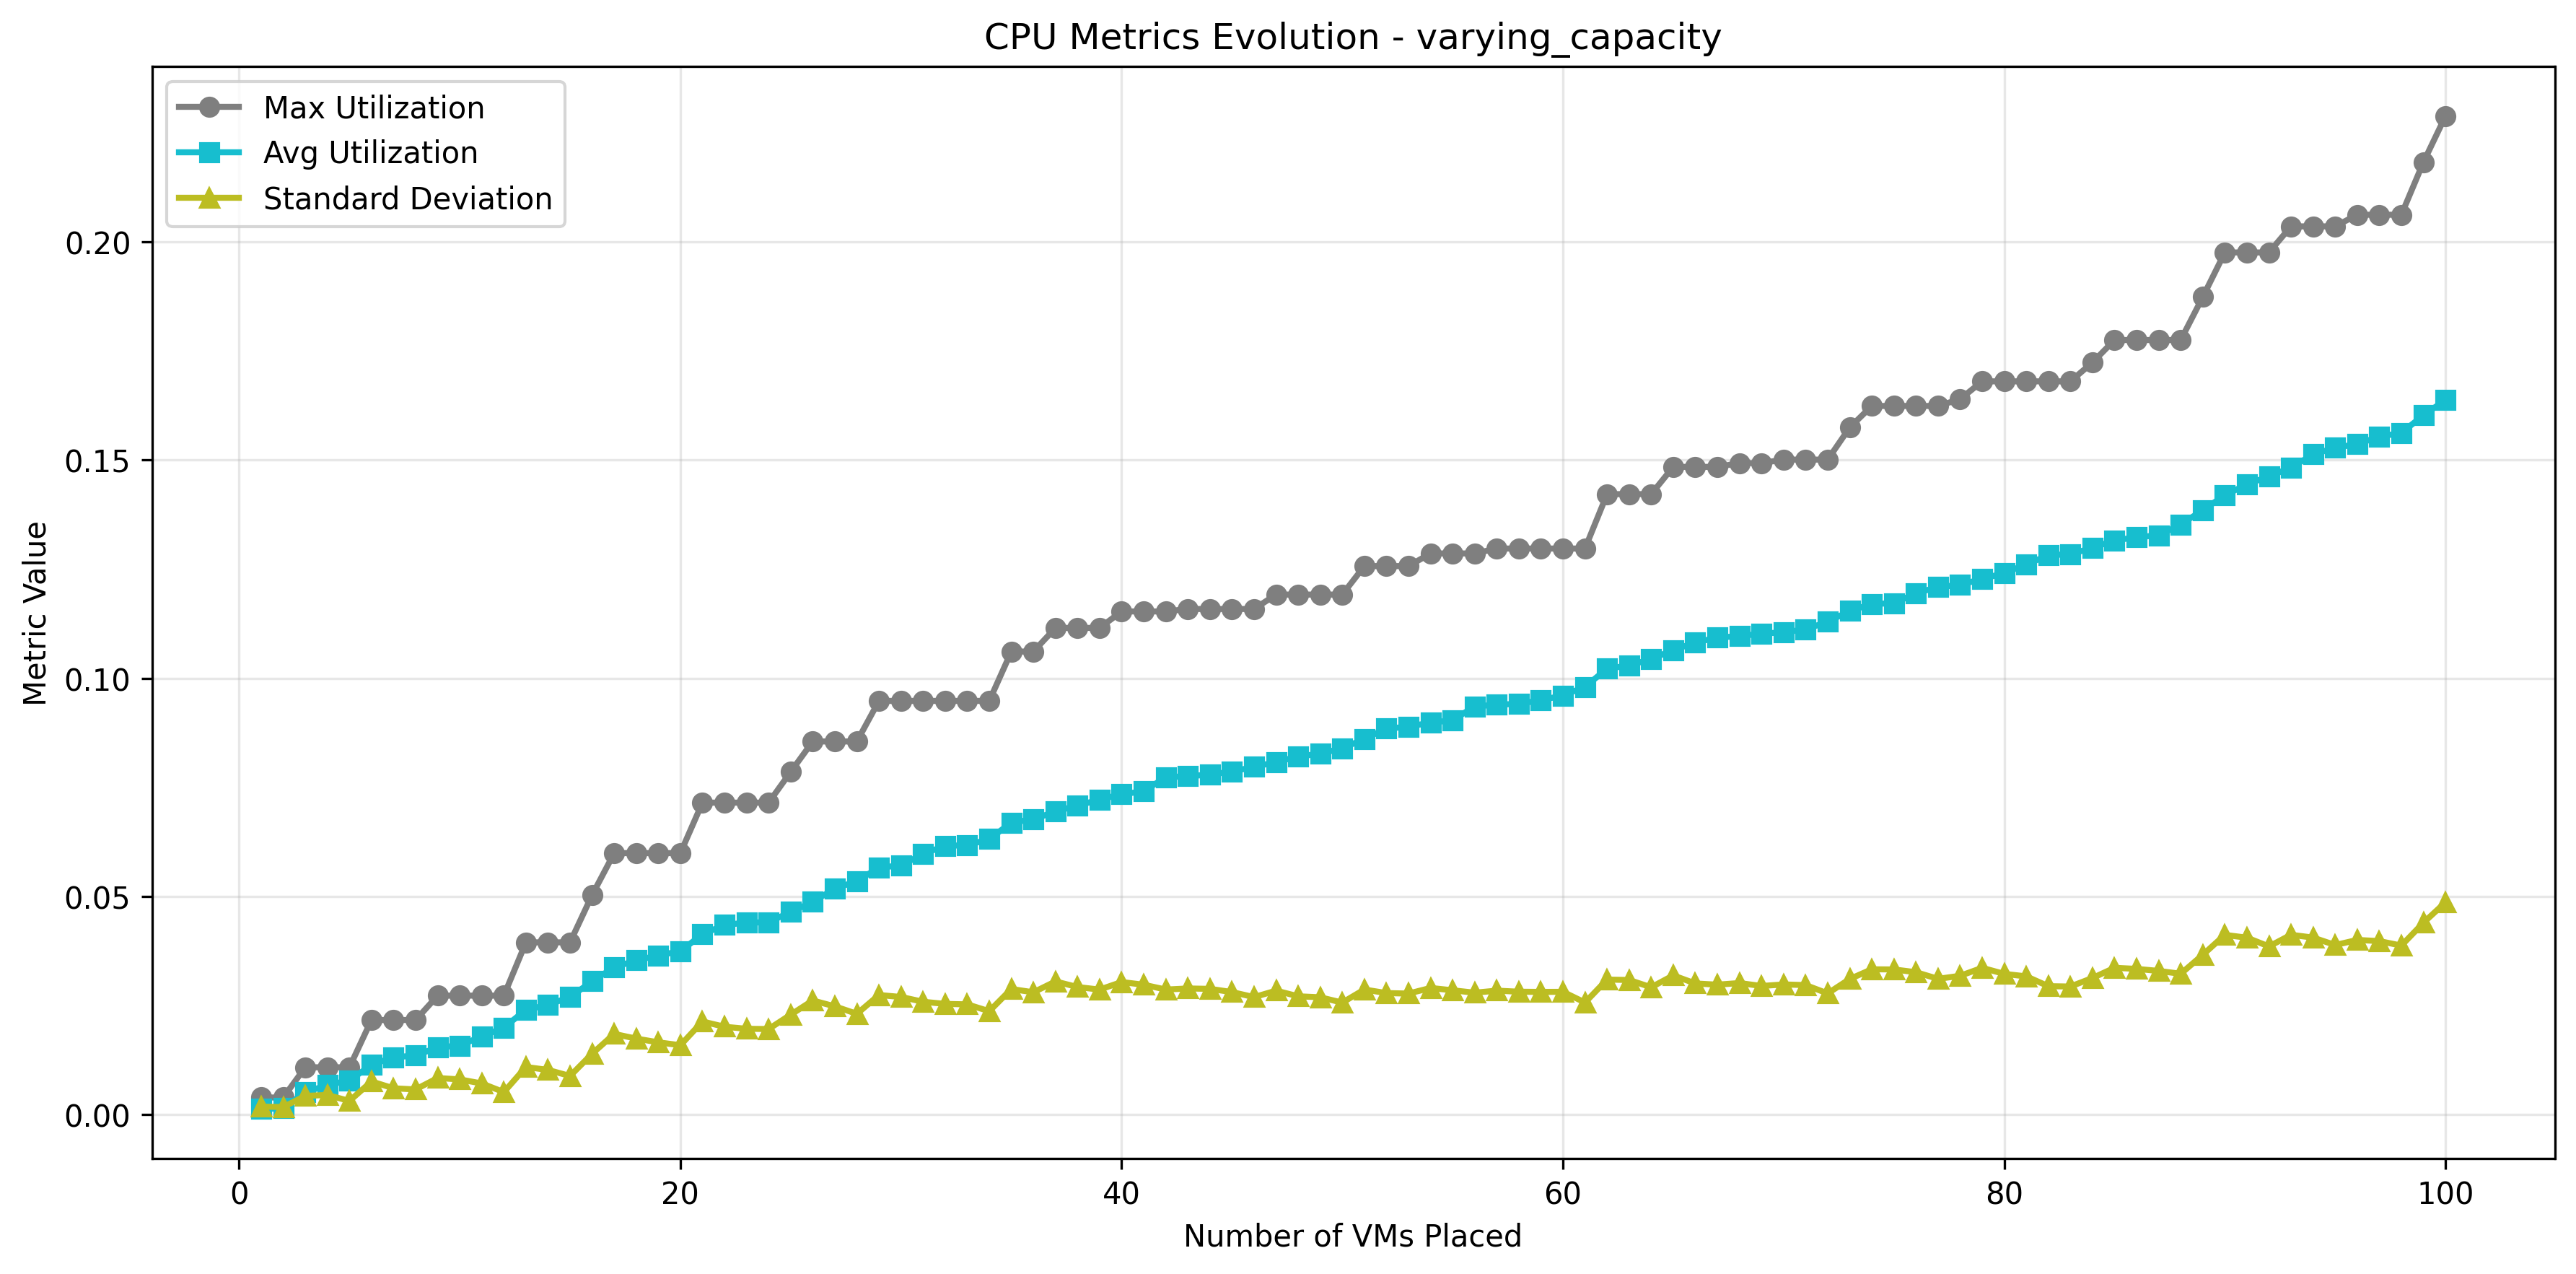 CPU Metrics Evolution - varying_capacity
Max Utilization
Avg Utilization
Standard Deviation
Metric Value
0.20
0.15
0.10
0.05
0.00
0 20 40 60 80 100
Number of VMs Placed